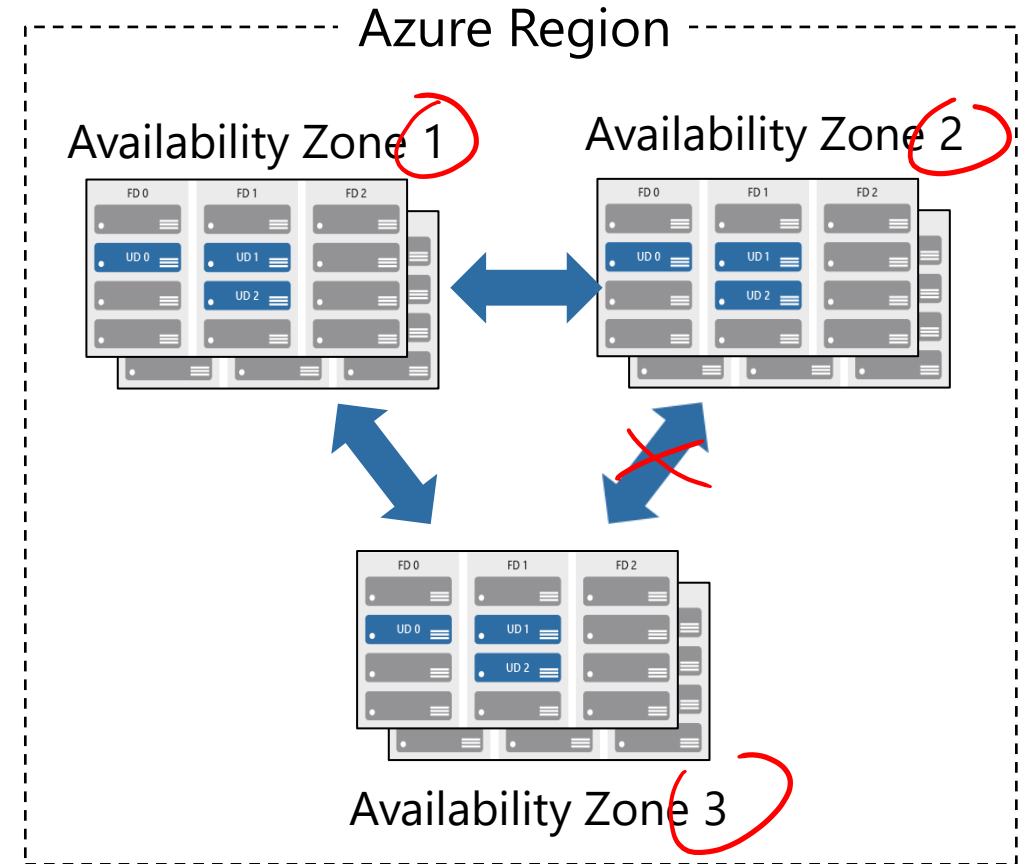 Azure Region
Availability Zone 1
Availability Zone 2
FD 0 FD 1 FD 2
UD 0 UD 1
UD 2
FD 0 FD 1 FD 2
UD 0 UD 1
UD 2
FD 0 FD 1 FD 2
UD 0 UD 1
UD 2
Availability Zone 3